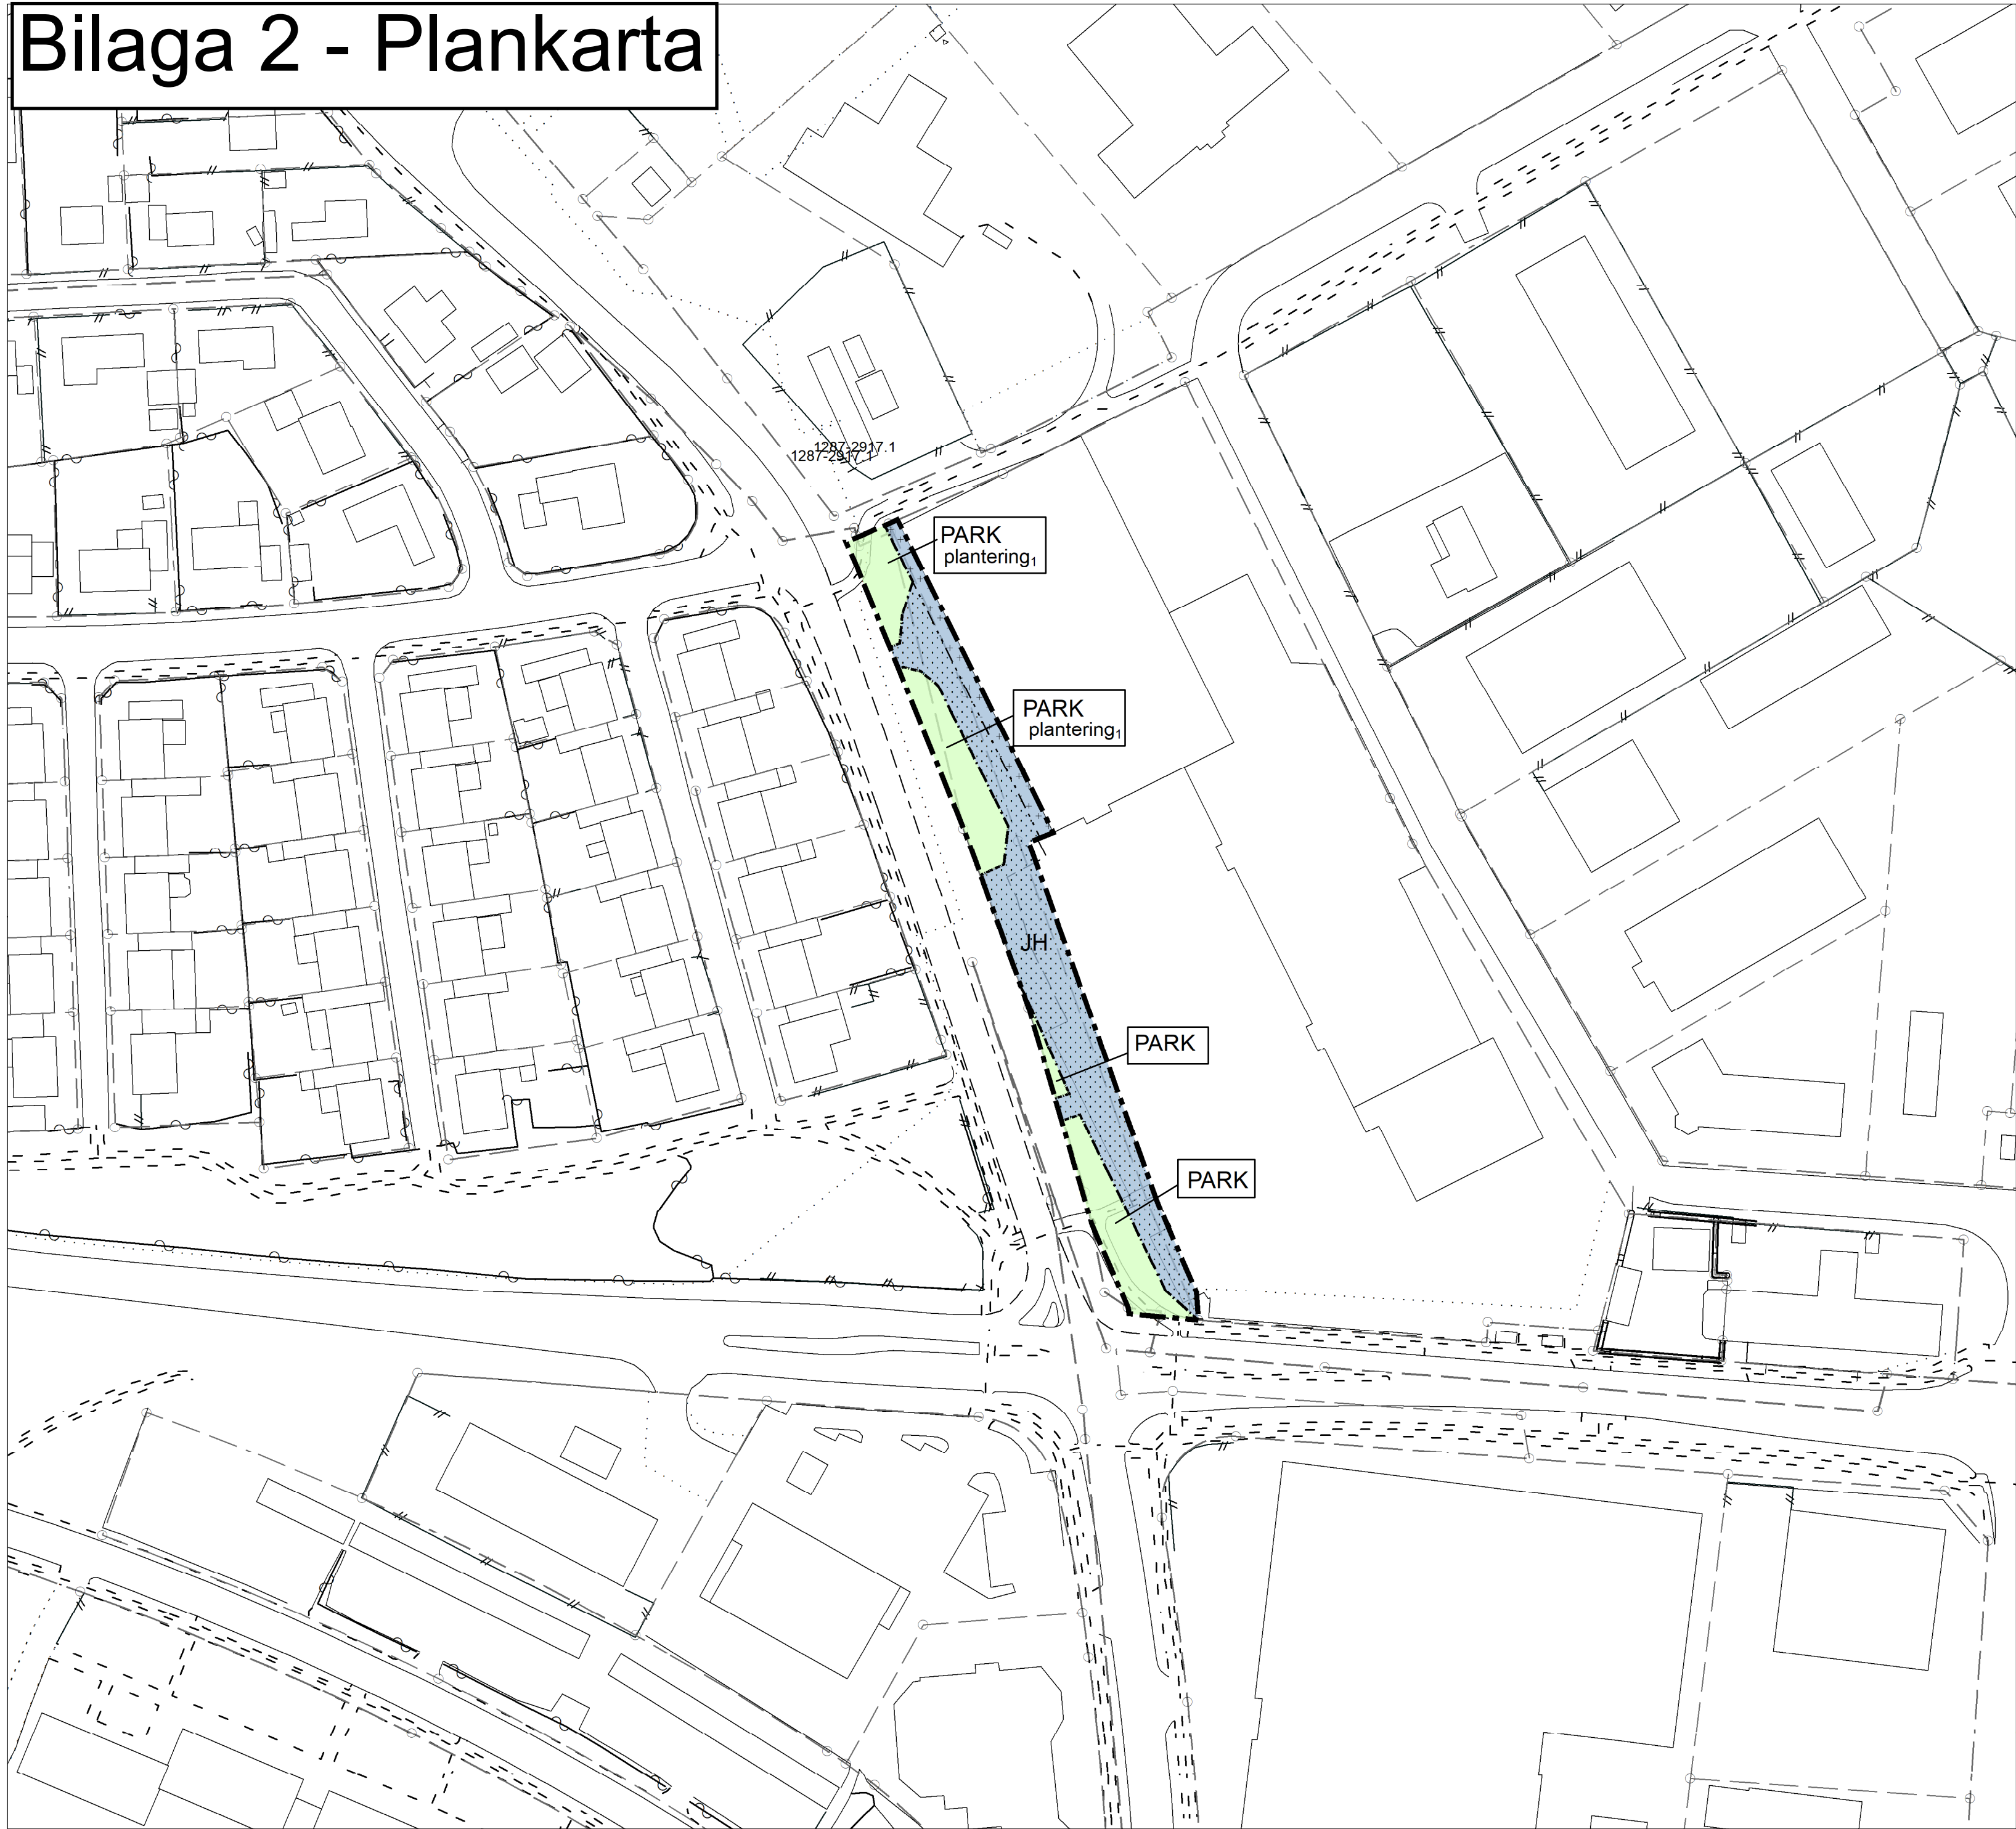 Bilaga 2 - Plankarta
1287-2917.1
1287-2917.1
PARK
plantering₁
PARK
plantering₁
JH
PARK
PARK